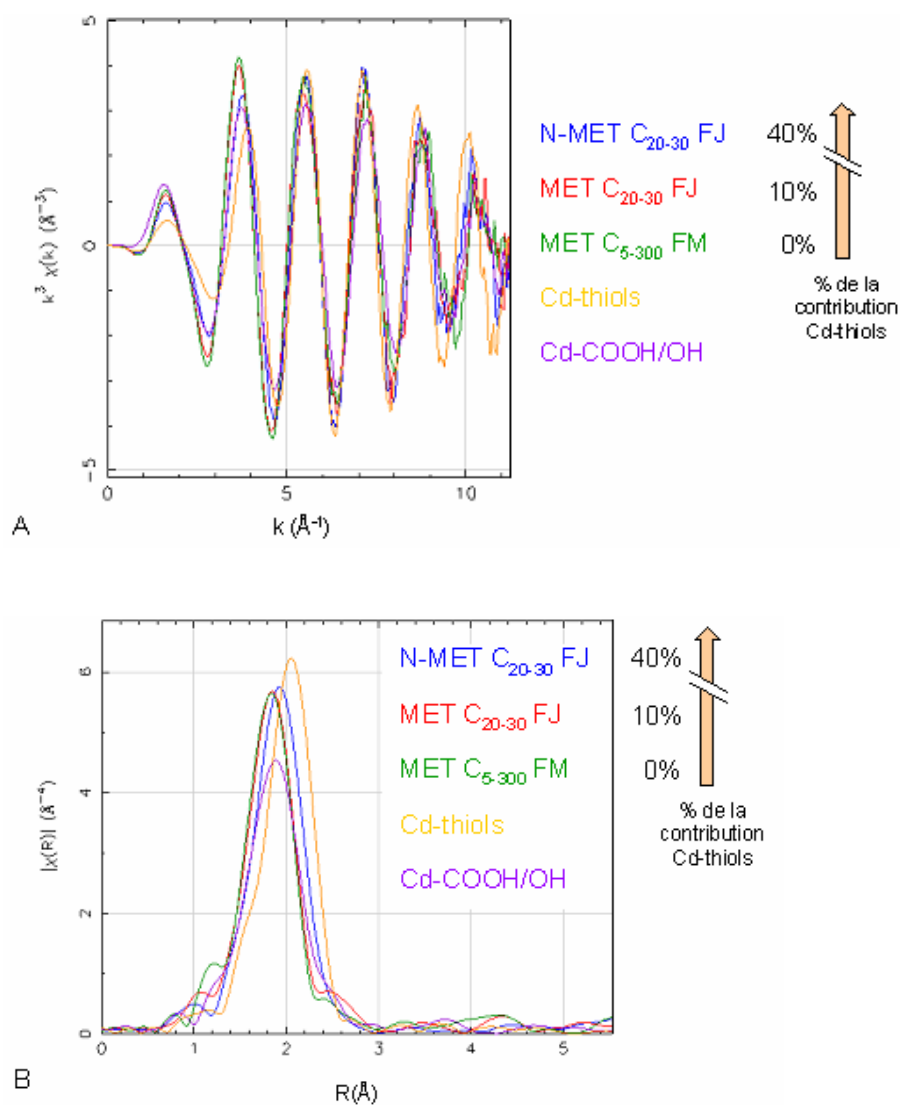 5
0
-5
k³ χ(k) (Å⁻³)
0 5 10
k (Å⁻¹)
A
N-MET C₂₀₋₃₀ FJ 40%
MET C₂₀₋₃₀ FJ 10%
MET C₅₋₃₀₀ FM 0%
Cd-thiols
Cd-COOH/OH
% de la
contribution
Cd-thiols
6
4
2
0
|χ(R)| (Å⁻⁴)
0 1 2 3 4 5
R(Å)
B
N-MET C₂₀₋₃₀ FJ 40%
MET C₂₀₋₃₀ FJ 10%
MET C₅₋₃₀₀ FM 0%
Cd-thiols
Cd-COOH/OH
% de la
contribution
Cd-thiols